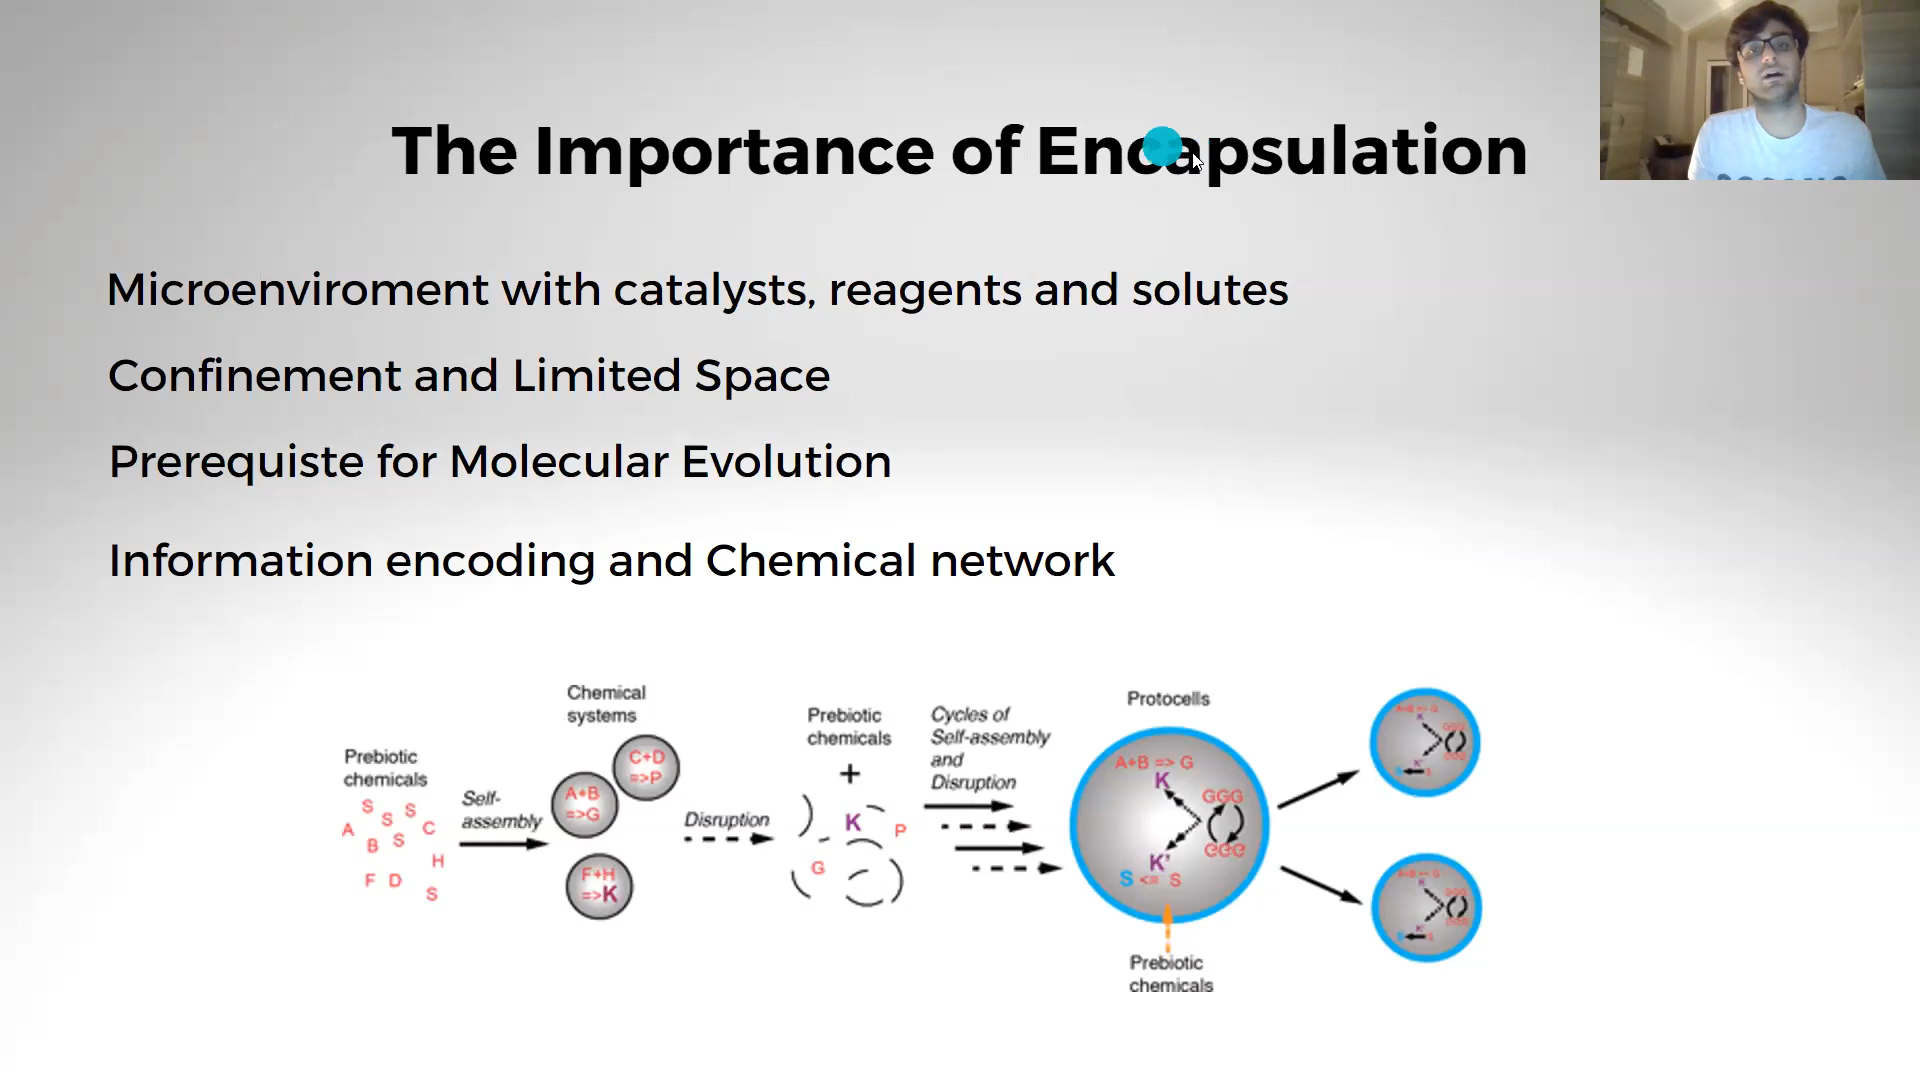 The Importance of Encapsulation
Microenviroment with catalysts, reagents and solutes
Confinement and Limited Space
Prerequiste for Molecular Evolution
Information encoding and Chemical network
Prebiotic
chemicals
S
S
S
A
C
B
S
H
F D
S
Self-
assembly
Chemical
systems
C+D
=>P
A+B
=>G
F+H
=>K
Disruption
Prebiotic
chemicals
+
K
P
G
Cycles of
Self-assembly
and
Disruption
Protocells
A+B => G
K
GGG
K'
S <= S
Prebiotic
chemicals